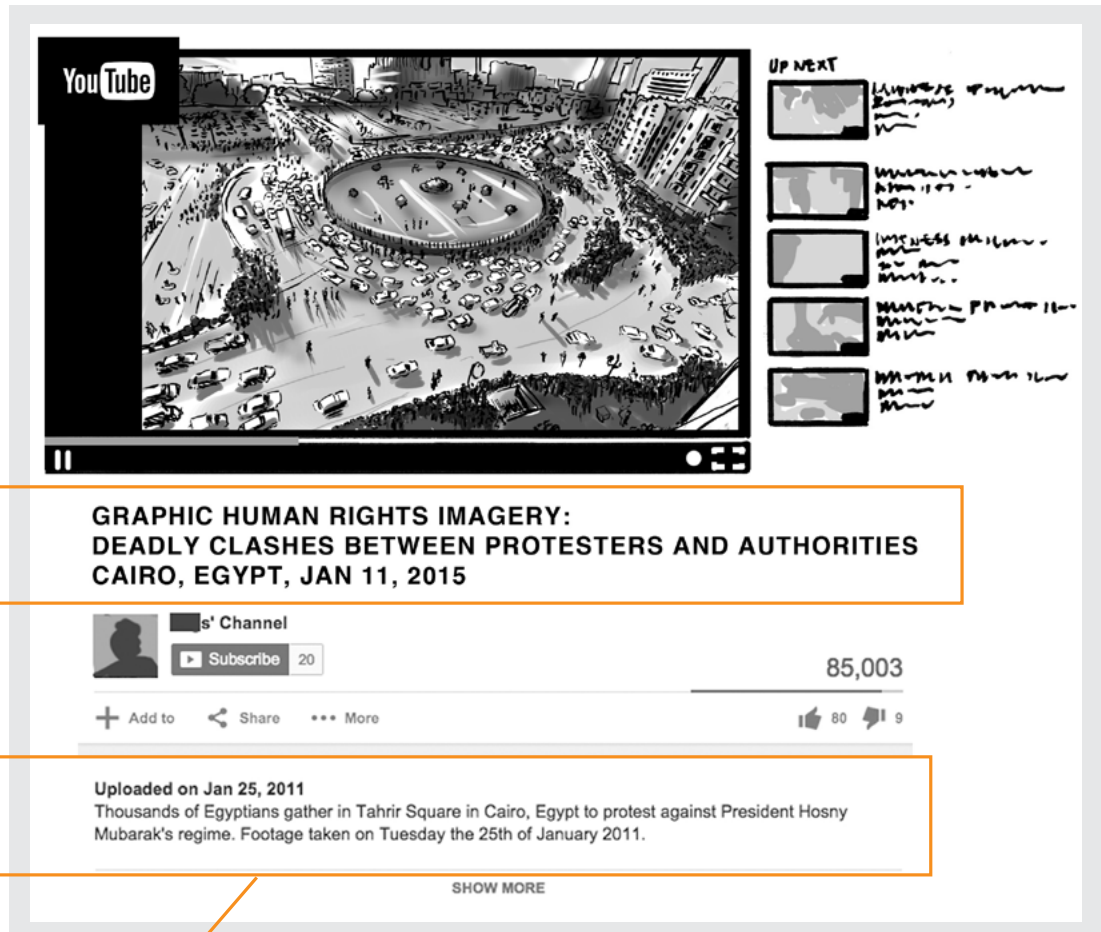 YouTube
UP NEXT
GRAPHIC HUMAN RIGHTS IMAGERY:
DEADLY CLASHES BETWEEN PROTESTERS AND AUTHORITIES
CAIRO, EGYPT, JAN 11, 2015
s' Channel
Subscribe 20
85,003
Add to Share More 80 9
Uploaded on Jan 25, 2011
Thousands of Egyptians gather in Tahrir Square in Cairo, Egypt to protest against President Hosny
Mubarak's regime. Footage taken on Tuesday the 25th of January 2011.
SHOW MORE